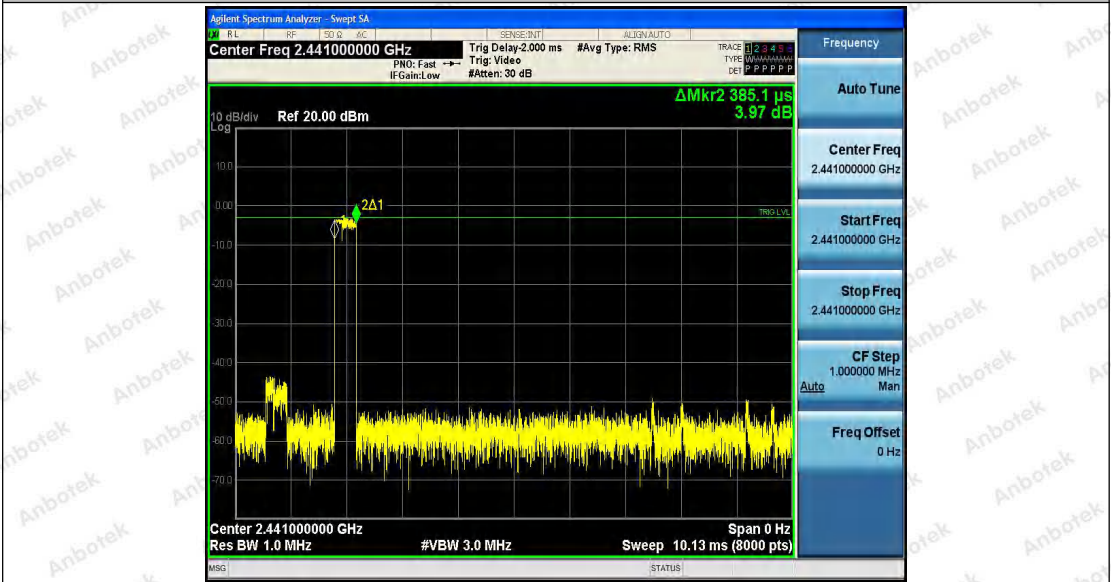 Agilent Spectrum Analyzer - Swept SA
RL RF 50 Ω AC SENSE:INT ALIGN AUTO
Center Freq 2.441000000 GHz
PNO: Fast
IFGain:Low
Trig Delay-2.000 ms
Trig: Video
#Atten: 30 dB
#Avg Type: RMS
TRACE 1 2 3 4 5 6
TYPE
DET P P P P P P
ΔMkr2 385.1 µs
3.97 dB
10 dB/div Ref 20.00 dBm
Log
10.0
0.00
-10.0
-20.0
-30.0
-40.0
-50.0
-60.0
-70.0
2Δ1
TRIG LVL
Center 2.441000000 GHz Span 0 Hz
Res BW 1.0 MHz #VBW 3.0 MHz Sweep 10.13 ms (8000 pts)
MSG STATUS
Frequency
Auto Tune
Center Freq
2.441000000 GHz
Start Freq
2.441000000 GHz
Stop Freq
2.441000000 GHz
CF Step
1.000000 MHz
Auto Man
Freq Offset
0 Hz
Anbotek